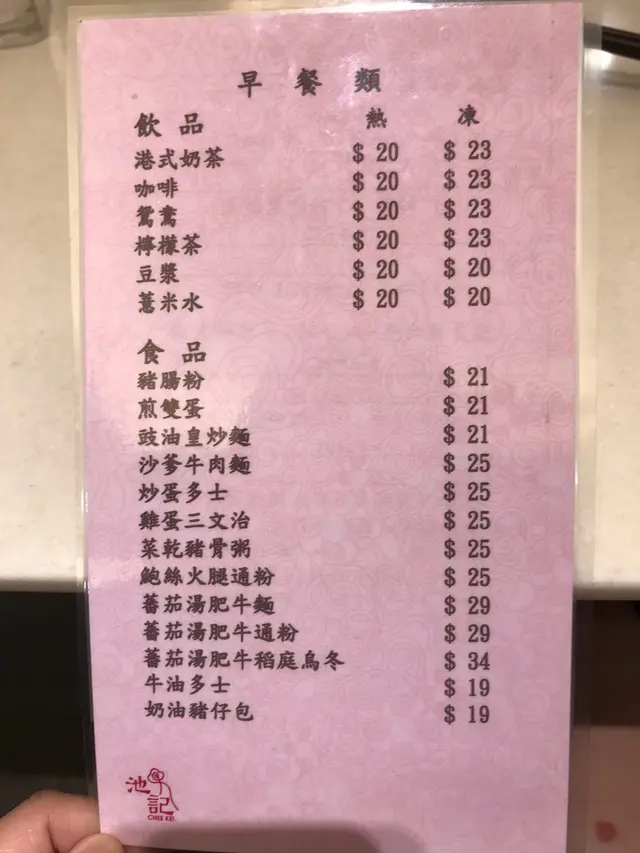 早餐類
飲品 熱 凍
港式奶茶 $ 20 $ 23
咖啡 $ 20 $ 23
鴛鴦 $ 20 $ 23
檸檬茶 $ 20 $ 23
豆漿 $ 20 $ 20
薏米水 $ 20 $ 20
食品
豬腸粉 $ 21
煎雙蛋 $ 21
豉油皇炒麵 $ 21
沙爹牛肉麵 $ 25
炒蛋多士 $ 25
雞蛋三文治 $ 25
菜乾豬骨粥 $ 25
鮑絲火腿通粉 $ 25
蕃茄湯肥牛麵 $ 29
蕃茄湯肥牛通粉 $ 29
蕃茄湯肥牛稻庭烏冬 $ 34
牛油多士 $ 19
奶油豬仔包 $ 19
池記
CHEE KEI